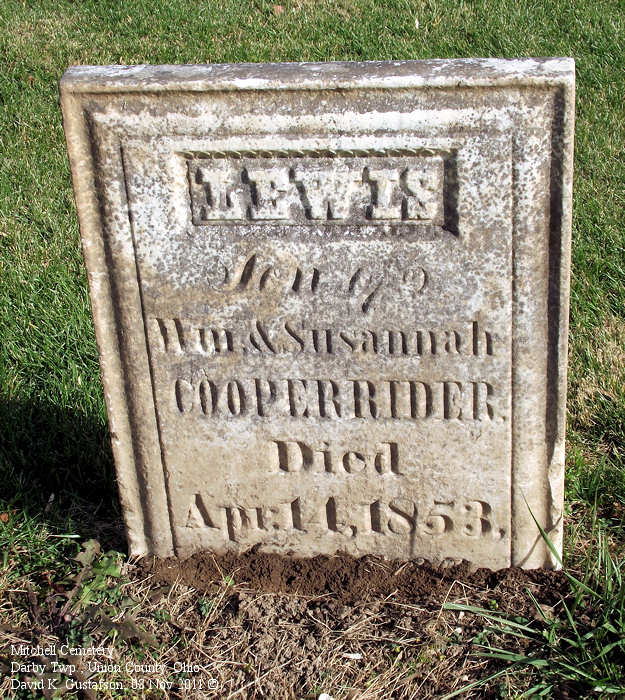 LEWIS
Son of
Wm. & Susannah
COOPERRIDER.
Died
Apr. 14, 1853.
Mitchell Cemetery
Darby Twp., Union County, Ohio
David K. Gustafson, 03 Nov 2011 ©